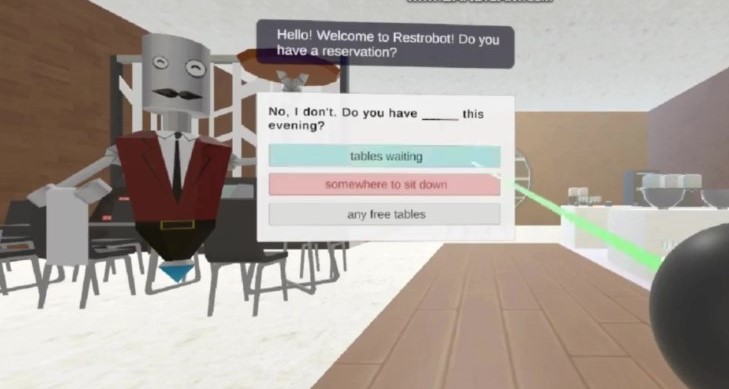 Hello! Welcome to Restrobot! Do you
have a reservation?
No, I don't. Do you have _____ this
evening?
tables waiting
somewhere to sit down
any free tables